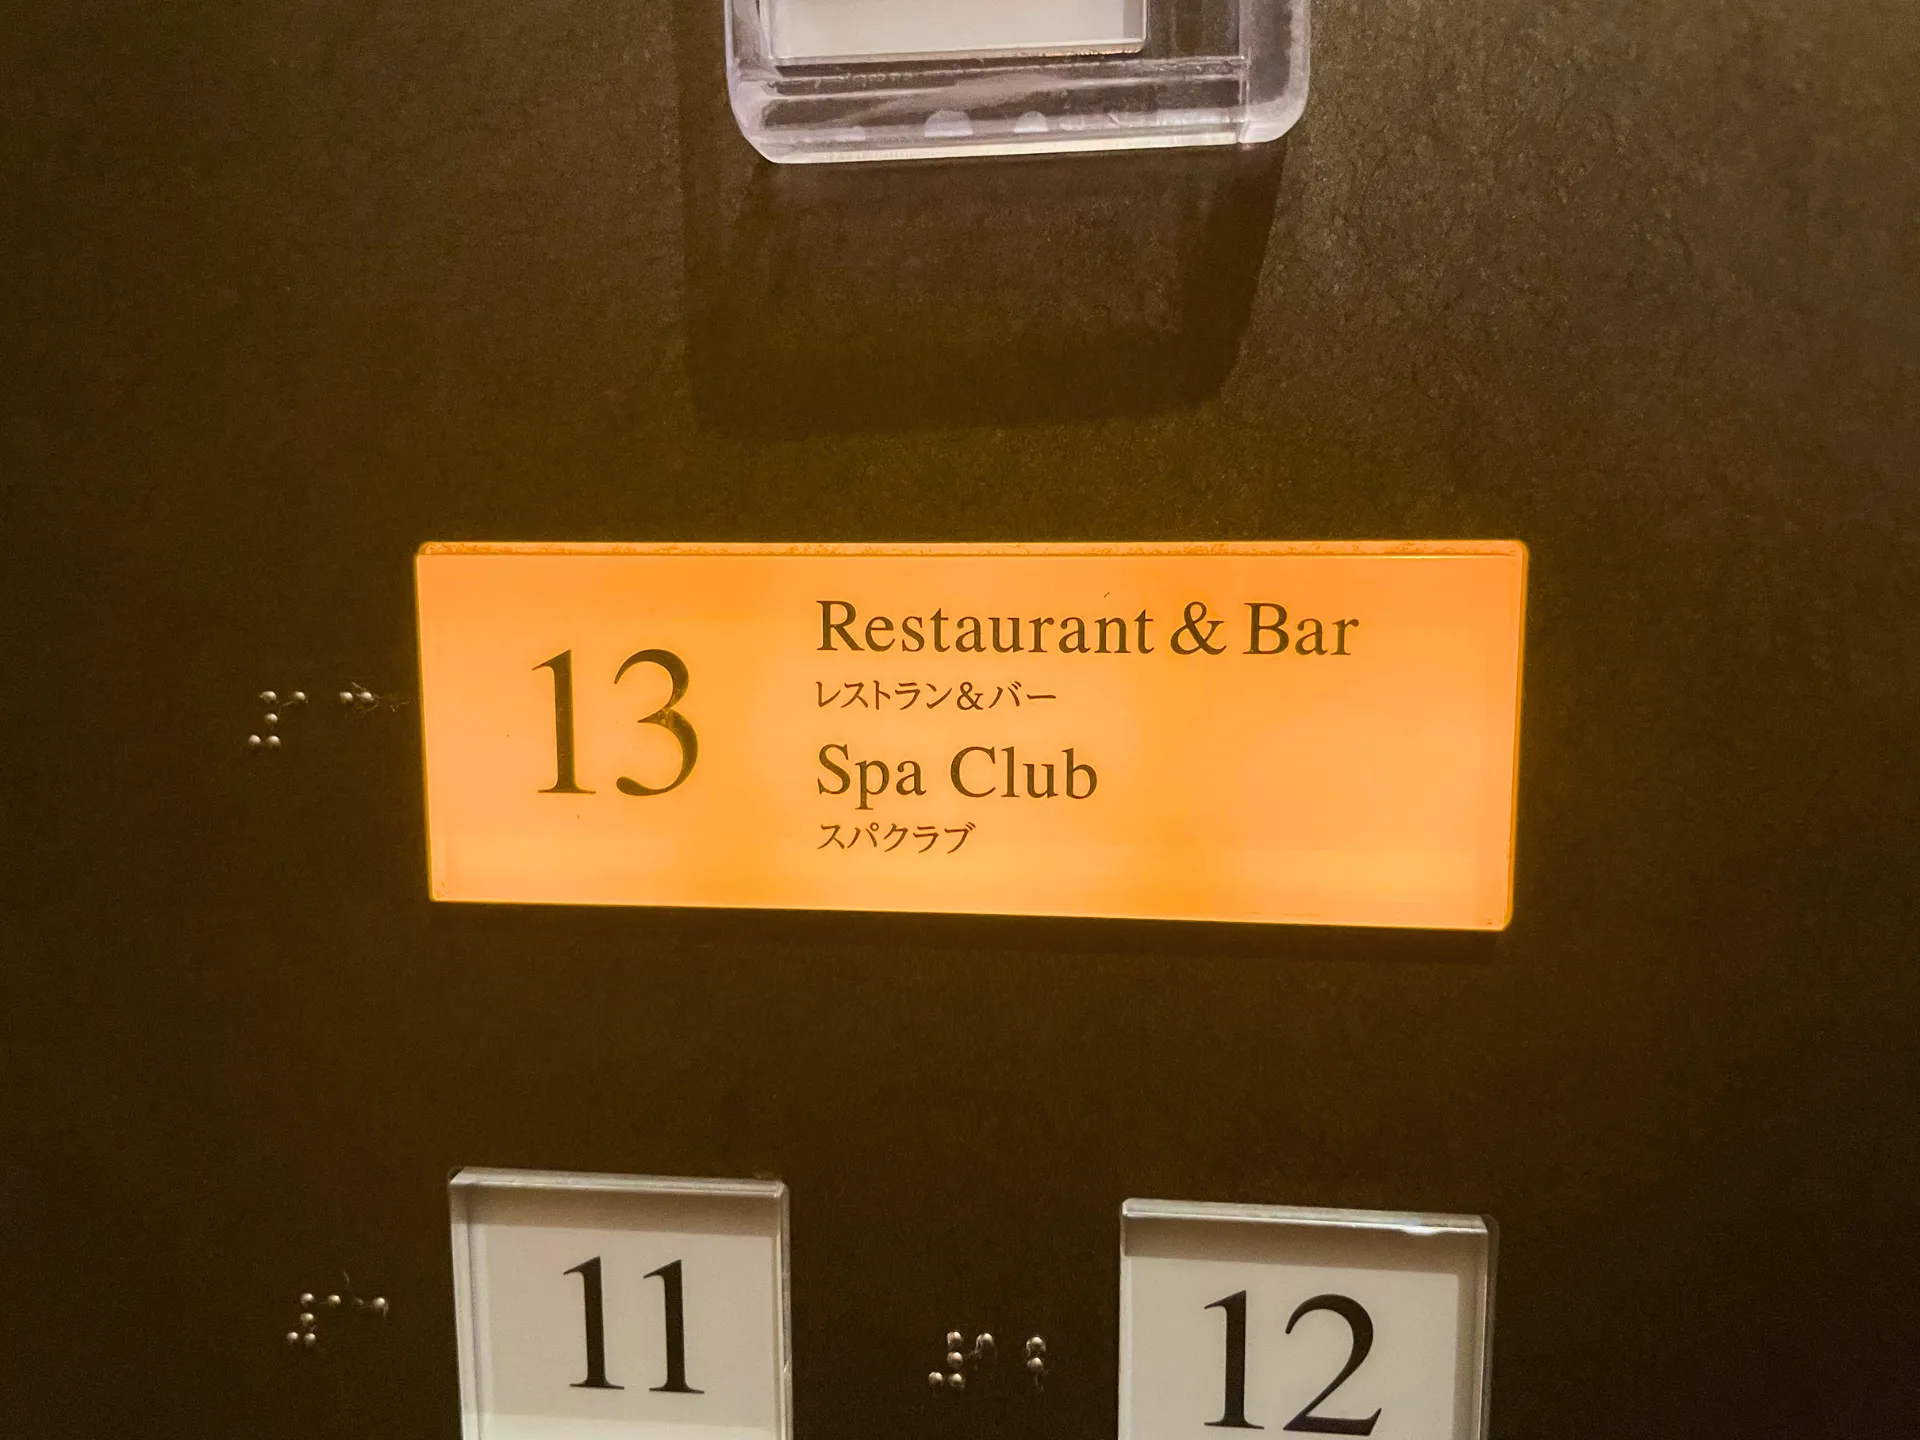 13
Restaurant & Bar
レストラン&バー
Spa Club
スパクラブ
11
12